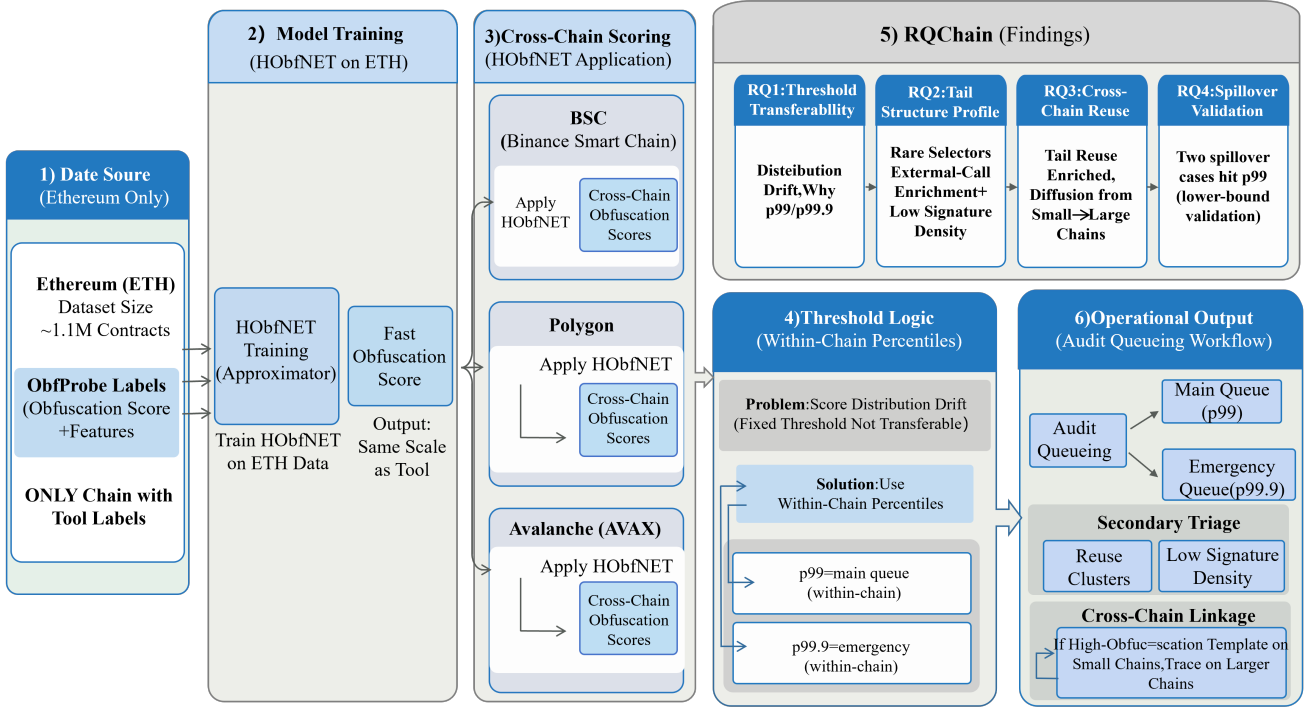 1) Date Soure
(Ethereum Only)
Ethereum (ETH)
Dataset Size
~1.1M Contracts
ObfProbe Labels
(Obfuscation Score
+Features
ONLY Chain with
Tool Labels
2) Model Training
(HObfNET on ETH)
HObfNET
Training
(Approximator)
Train HObfNET
on ETH Data
Fast
Obfuscation
Score
Output:
Same Scale
as Tool
3)Cross-Chain Scoring
(HObfNET Application)
BSC
(Binance Smart Chain)
Apply
HObfNET
Cross-Chain
Obfuscation
Scores
Polygon
Apply HObfNET
Cross-Chain
Obfuscation
Scores
Avalanche (AVAX)
Apply HObfNET
Cross-Chain
Obfuscation
Scores
5) RQChain (Findings)
RQ1:Threshold
Transferabllity
Disteibution
Drift,Why
p99/p99.9
RQ2:Tail
Structure Profile
Rare Selectors
Extermal-Call
Enrichment+
Low Signature
Density
RQ3:Cross-
Chain Reuse
Tail Reuse
Enriched,
Diffusion from
Small→Large
Chains
RQ4:Spillover
Validation
Two spillover
cases hit p99
(lower-bound
validation)
4)Threshold Logic
(Within-Chain Percentiles)
Problem:Score Distribution Drift
(Fixed Threshold Not Transferable)
Solution:Use
Within-Chain Percentiles
p99=main queue
(within-chain)
p99.9=emergency
(within-chain)
6)Operational Output
(Audit Queueing Workflow)
Audit
Queueing
Main Queue
(p99)
Emergency
Queue(p99.9)
Secondary Triage
Reuse
Clusters
Low Signature
Density
Cross-Chain Linkage
If High-Obfuc=scation Template on
Small Chains,Trace on Larger
Chains